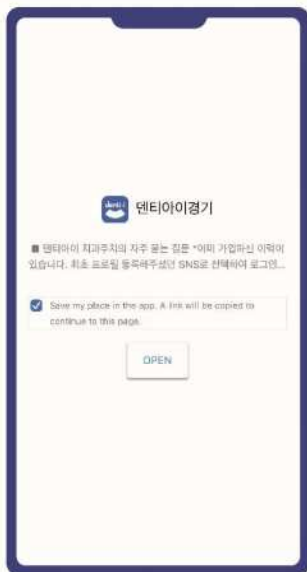 덴티아이경기
■ 덴티아이 치과주치의 자주 묻는 질문 *이미 가입하신 이력이
있습니다. 최초 프로필 등록해주셨던 SNS로 선택하여 로그인...
Save my place in the app. A link will be copied to
continue to this page.
OPEN